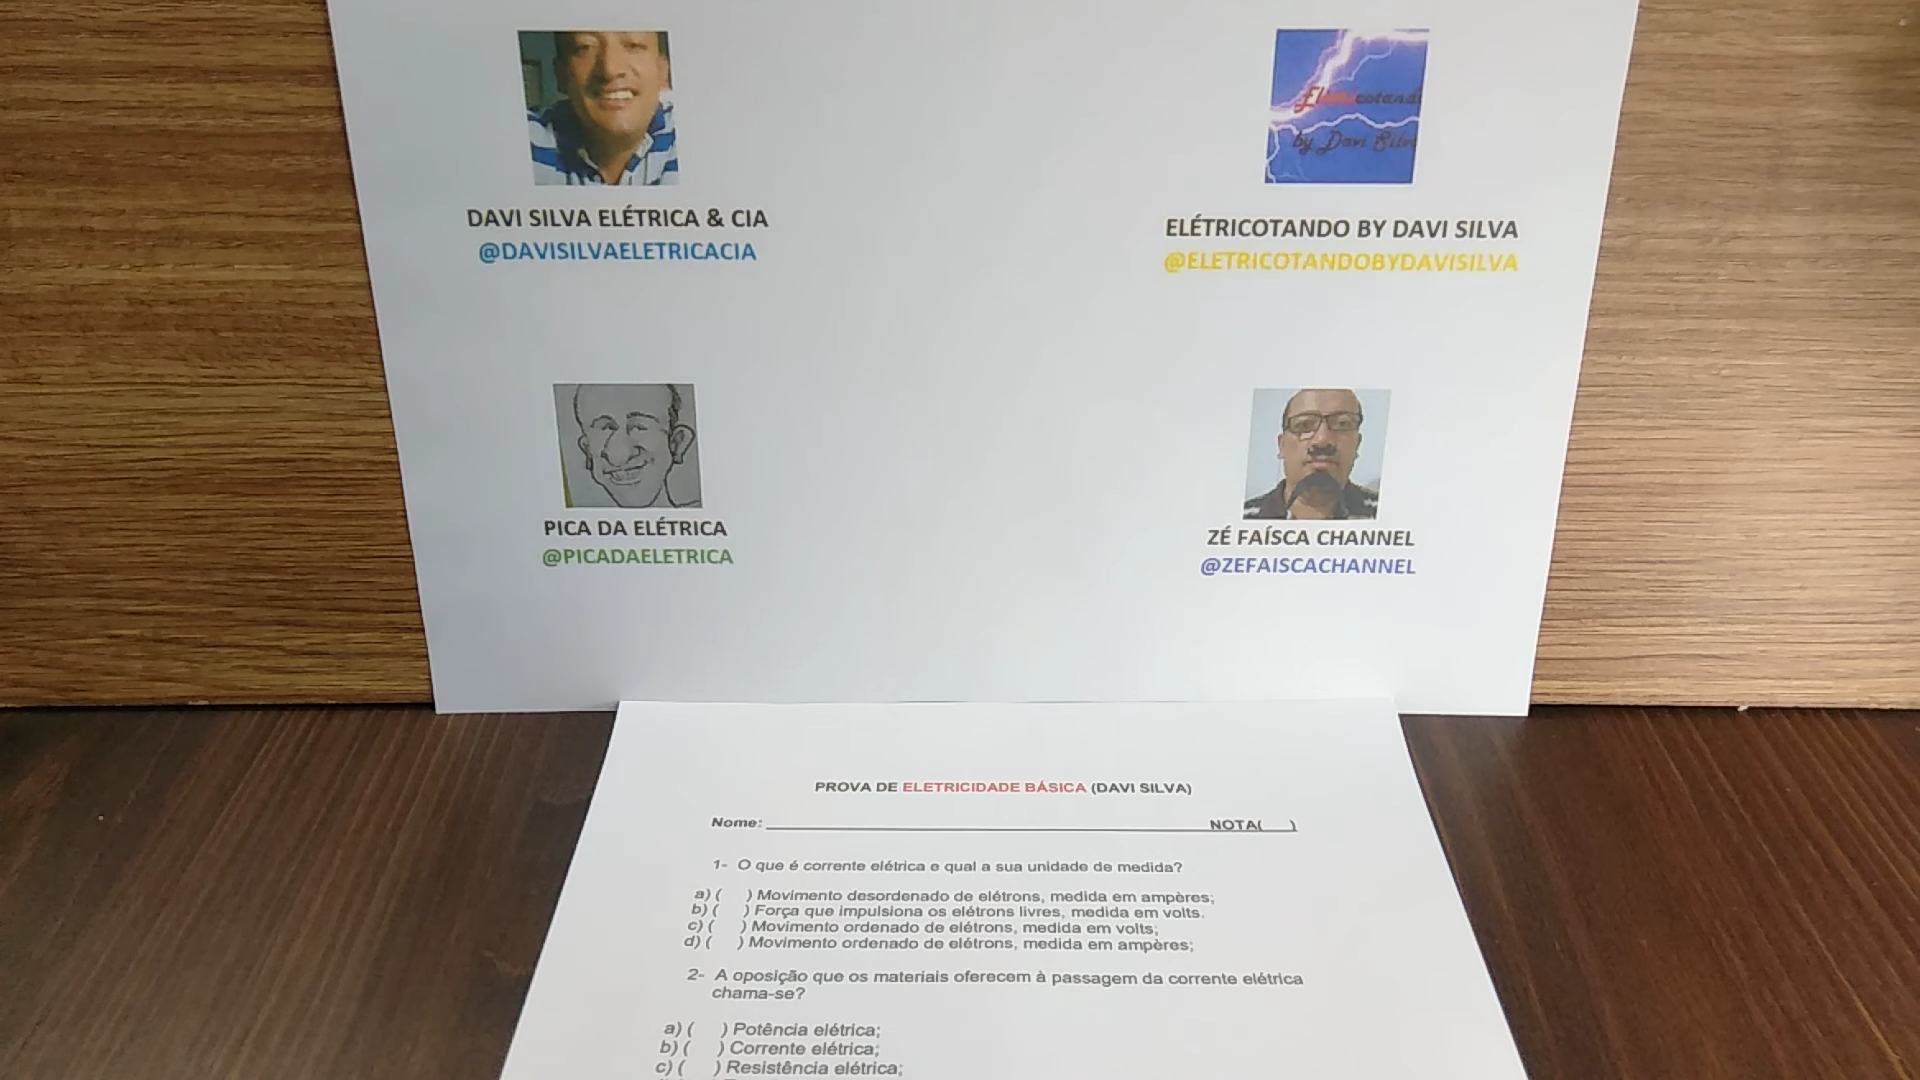 Elétricotando
by Davi Silva
DAVI SILVA ELÉTRICA & CIA
@DAVISILVAELETRICACIA
ELÉTRICOTANDO BY DAVI SILVA
@ELETRICOTANDOBYDAVISILVA
PICA DA ELÉTRICA
@PICADAELETRICA
ZÉ FAÍSCA CHANNEL
@ZEFAISCACHANNEL
PROVA DE ELETRICIDADE BÁSICA (DAVI SILVA)
Nome: NOTA( )
1- O que é corrente elétrica e qual a sua unidade de medida?
a) ( ) Movimento desordenado de elétrons, medida em ampères;
b) ( ) Força que impulsiona os elétrons livres, medida em volts.
c) ( ) Movimento ordenado de elétrons, medida em volts;
d) ( ) Movimento ordenado de elétrons, medida em ampères;
2- A oposição que os materiais oferecem à passagem da corrente elétrica
chama-se?
a) ( ) Potência elétrica;
b) ( ) Corrente elétrica;
c) ( ) Resistência elétrica;